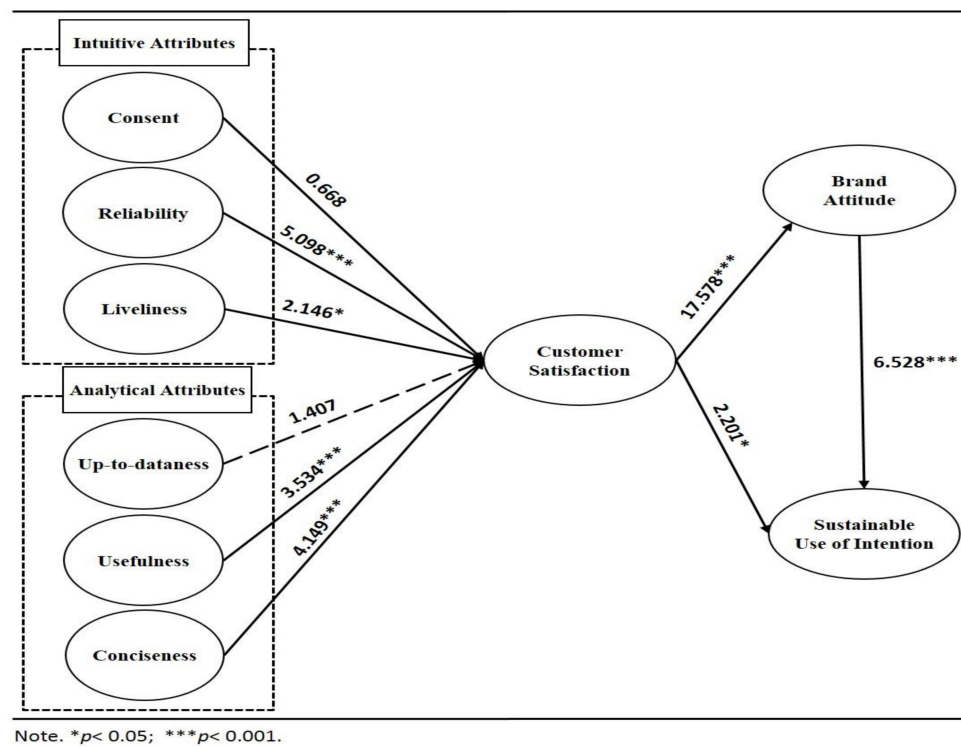 Intuitive Attributes
Consent
Reliability
Liveliness
0.668
5.098***
2.146*
Analytical Attributes
Up-to-dataness
Usefulness
Conciseness
1.407
3.534***
4.149***
Customer
Satisfaction
17.578***
2.201*
Brand
Attitude
6.528***
Sustainable
Use of Intention
Note. *p< 0.05; ***p< 0.001.